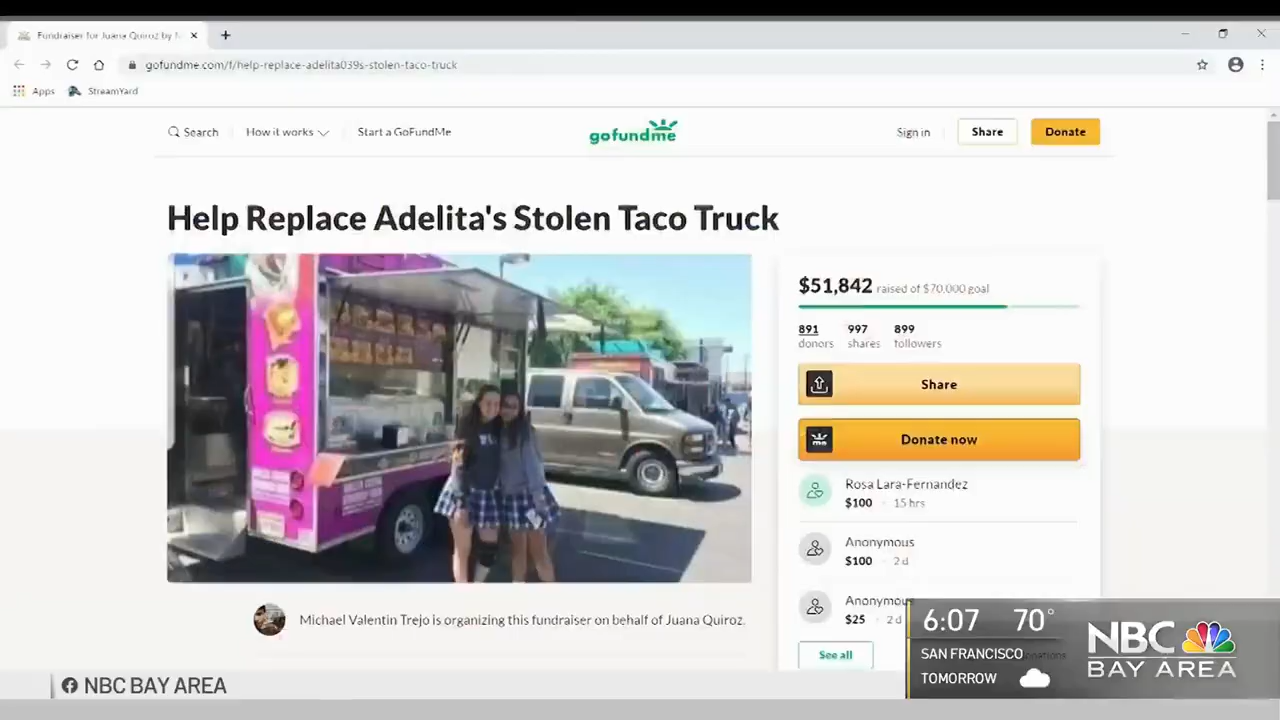 Fundraiser for Juana Quiroz by
gofundme.com/f/help-replace-adelita039s-stolen-taco-truck
Apps StreamYard
Search How it works Start a GoFundMe gofundme Sign in Share Donate
Help Replace Adelita's Stolen Taco Truck
$51,842 raised of $70,000 goal
891 997 899
donors shares followers
Share
me Donate now
Rosa Lara-Fernandez
$100 · 15 hrs
Anonymous
$100 · 2 d
Anonymous
$25 · 2 d
See all
Michael Valentin Trejo is organizing this fundraiser on behalf of Juana Quiroz.
6:07 70°
SAN FRANCISCO
TOMORROW
NBC
BAY AREA
NBC BAY AREA